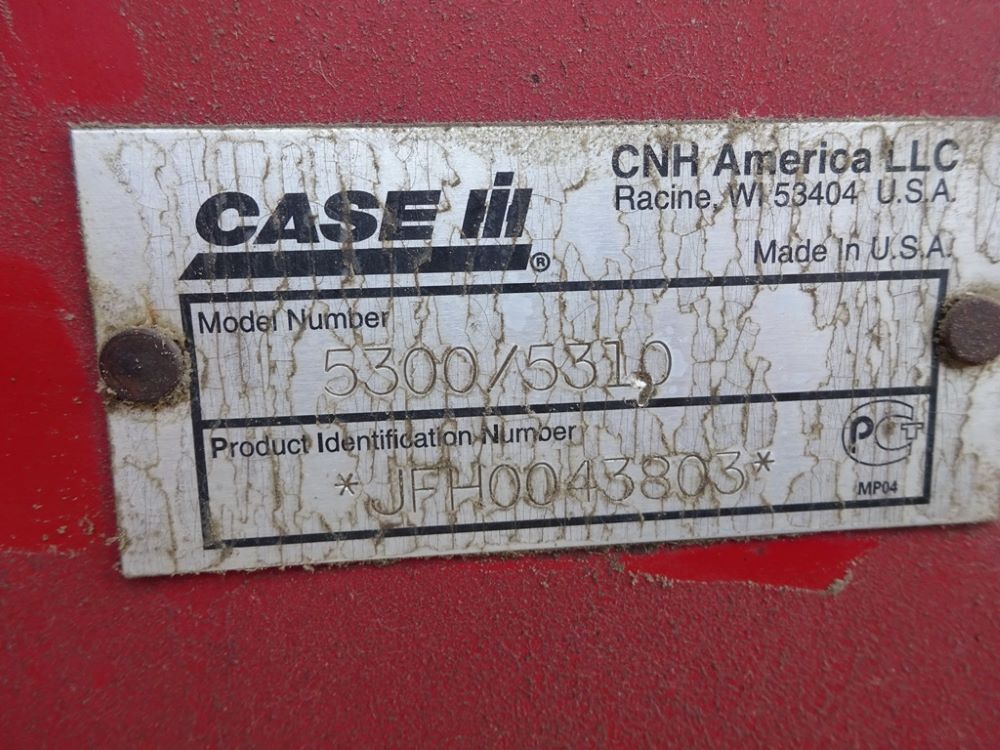 CASE IH ®
CNH America LLC
Racine, WI 53404 U.S.A.
Made In U.S.A.
Model Number
5300/5310
Product Identification Number
*JFH0043803*
PCT
MP04